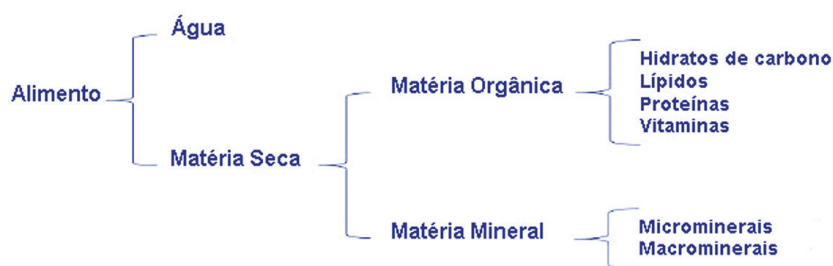 Água
Alimento
Matéria Seca
Matéria Orgânica
Hidratos de carbono
Lípidos
Proteínas
Vitaminas
Matéria Mineral
Microminerais
Macrominerais